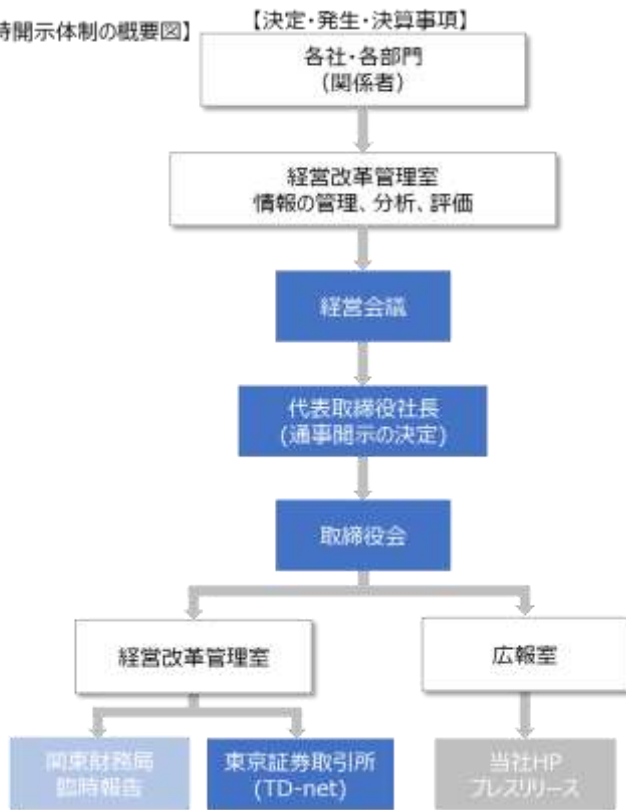 時開示体制の概要図】
【決定・発生・決算事項】
各社・各部門
(関係者)
経営改革管理室
情報の管理、分析、評価
経営会議
代表取締役社長
(通事開示の決定)
取締役会
経営改革管理室
広報室
関東財務局
臨時報告
東京証券取引所
(TD-net)
当社HP
プレスリリース